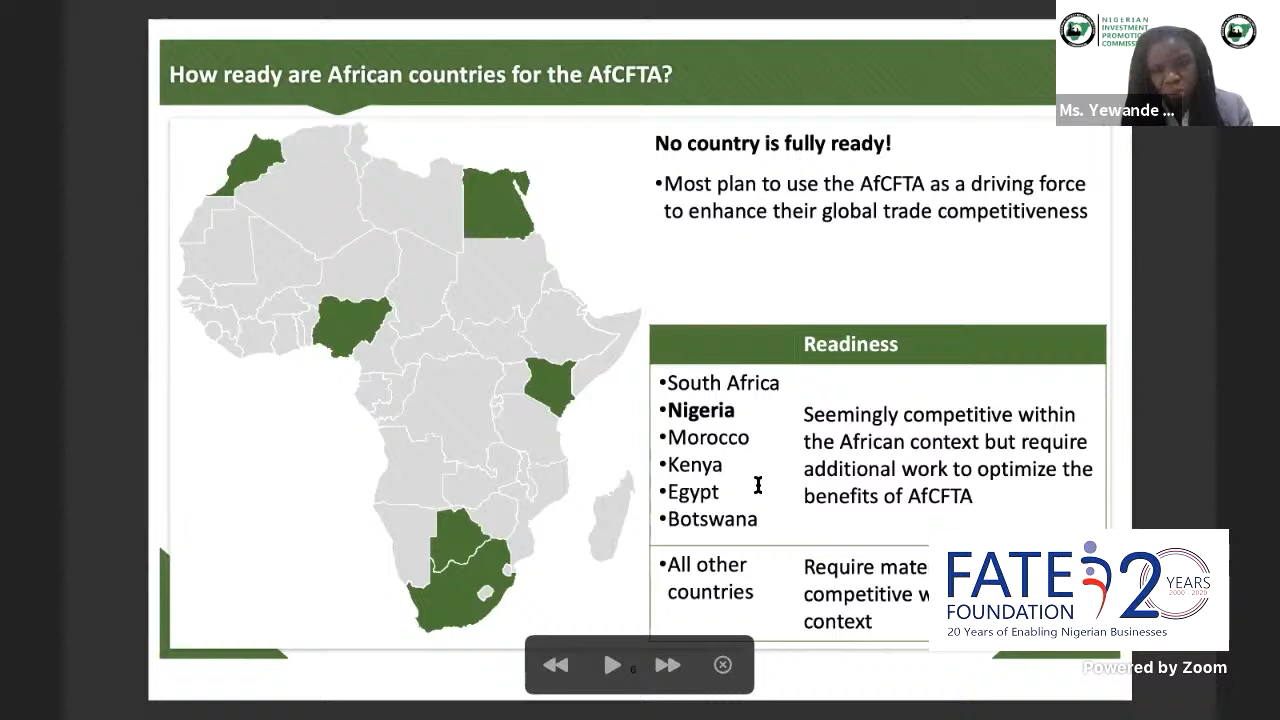 How ready are African countries for the AfCFTA?
NIGERIAN
INVESTMENT
PROMOTION
Ms. Yewande ...
No country is fully ready!
•Most plan to use the AfCFTA as a driving force
to enhance their global trade competitiveness
Readiness
•South Africa
•Nigeria
•Morocco
•Kenya
•Egypt
•Botswana
Seemingly competitive within
the African context but require
additional work to optimize the
benefits of AfCFTA
•All other
countries
Require mate
competitive w
context
FATE
FOUNDATION
20 YEARS
2000 - 2020
20 Years of Enabling Nigerian Businesses
6
Powered by Zoom